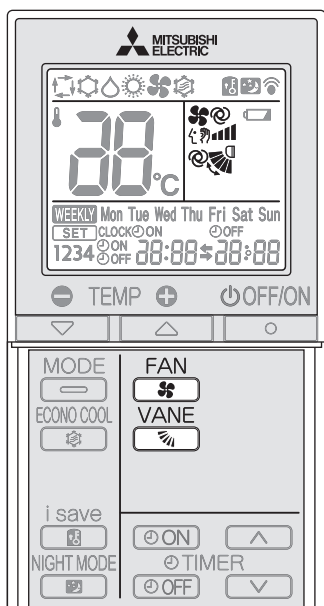 MITSUBISHI
ELECTRIC
88°C
WEEKLY Mon Tue Wed Thu Fri Sat Sun
SET CLOCK ON OFF
1234 ON OFF 88:88 88:88
TEMP OFF/ON
MODE FAN
ECONO COOL VANE
i save
ON
NIGHT MODE TIMER
OFF